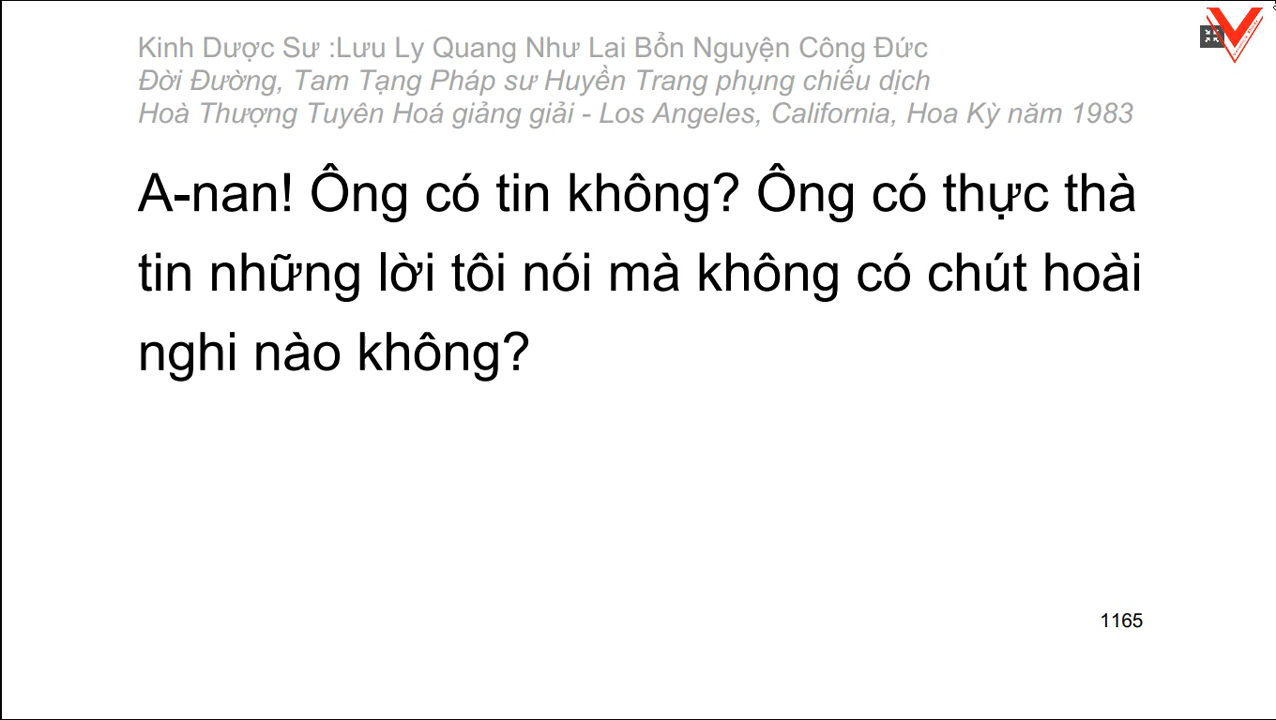 Kinh Dược Sư :Lưu Ly Quang Như Lai Bổn Nguyện Công Đức
Đời Đường, Tam Tạng Pháp sư Huyền Trang phụng chiếu dịch
Hoà Thượng Tuyên Hoá giảng giải - Los Angeles, California, Hoa Kỳ năm 1983
A-nan! Ông có tin không? Ông có thực thà
tin những lời tôi nói mà không có chút hoài
nghi nào không?
1165